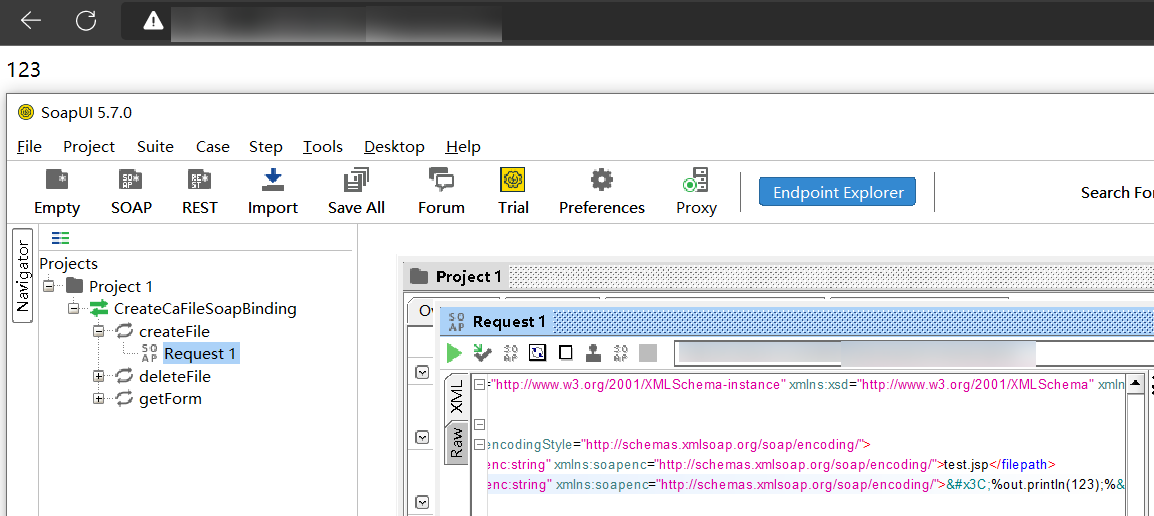 123
SoapUI 5.7.0
File Project Suite Case Step Tools Desktop Help
Empty SOAP REST Import Save All Forum Trial Preferences Proxy Endpoint Explorer Search For
Navigator
Projects
Project 1
CreateCaFileSoapBinding
createFile
Request 1
deleteFile
getForm
Project 1
Ov
SOAP Request 1
XML
Raw
="http://www.w3.org/2001/XMLSchema-instance" xmlns:xsd="http://www.w3.org/2001/XMLSchema" xmln
encodingStyle="http://schemas.xmlsoap.org/soap/encoding/">
enc:string" xmlns:soapenc="http://schemas.xmlsoap.org/soap/encoding/">test.jsp</filepath>
enc:string" xmlns:soapenc="http://schemas.xmlsoap.org/soap/encoding/">&#x3C;%out.println(123);%&